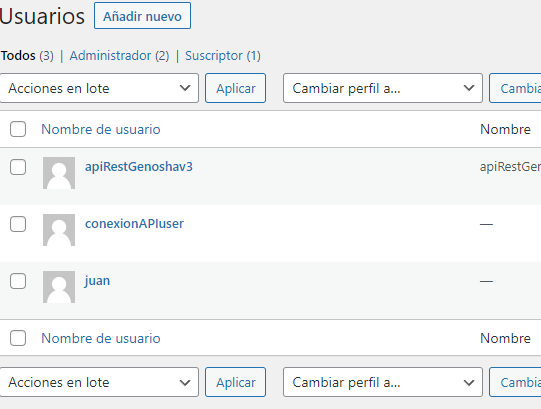 Usuarios Añadir nuevo
Todos (3) | Administrador (2) | Suscriptor (1)
Acciones en lote Aplicar Cambiar perfil a... Cambia
Nombre de usuario Nombre
apiRestGenoshav3 apiRestGer
conexionAPIuser —
juan —
Nombre de usuario Nombre
Acciones en lote Aplicar Cambiar perfil a... Cambia